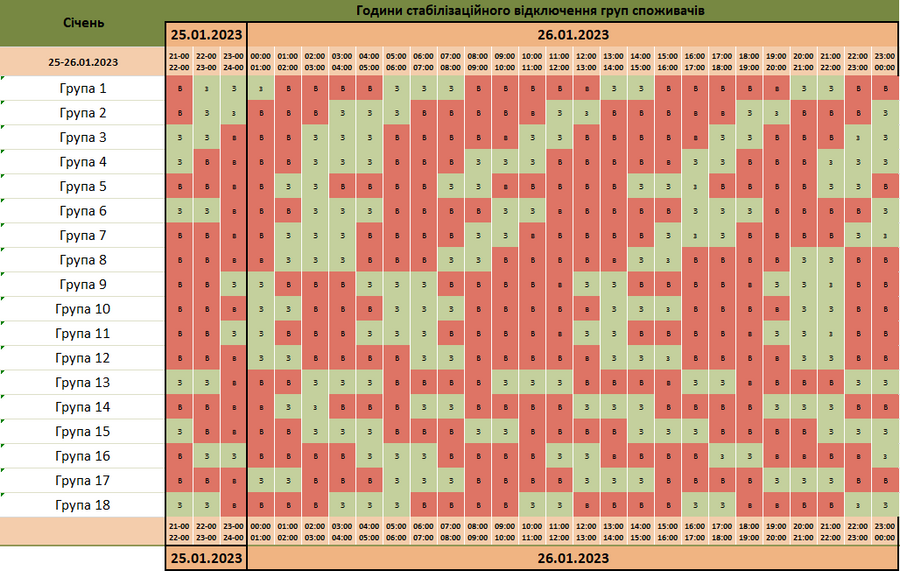 Січень
Години стабілізаційного відключення груп споживачів
25.01.2023 26.01.2023
25-26.01.2023
21-00 22-00 23-00 00:00 01:00 02:00 03:00 04:00 05:00 06:00 07:00 08:00 09:00 10:00 11:00 12:00 13:00 14:00 15:00 16:00 17:00 18:00 19:00 20:00 21:00 22:00 23:00
22-00 23-00 24-00 01:00 02:00 03:00 04:00 05:00 06:00 07:00 08:00 09:00 10:00 11:00 12:00 13:00 14:00 15:00 16:00 17:00 18:00 19:00 20:00 21:00 22:00 23:00 00:00
Група 1 В З З З В В В В З З З В В В В В З З В В В В В З З В В
Група 2 В З З В В В З З З В В В В В З З В В В В В З З В В В З
Група 3 З З В В В З З З В В В В В З З В В В В В З З В В В З З
Група 4 З В В В В З З З В В В З З З В В В В В З З В В В З З З
Група 5 В В В В З З В В В В З З В В В В В З З З В В В В З З В
Група 6 З З В В В З З З В В В В З З В В В В В З З З В В В В З
Група 7 В В В В З З З В В В В З З В В В В В З З З В В В В З З
Група 8 В В В В З З З В В В З З В В В В В З З В В В В З З В В
Група 9 В В З З В В В З З З В В В В В З З В В В В В З З З В В
Група 10 В В В З З В В В З З З В В В В В З З З В В В В З З В В
Група 11 В В З З В В В З З З В В В В В З З В В В В В З З З В В
Група 12 В В В З З В В В В З З В В В В В З З З В В В В З З В В
Група 13 З З В В В З З З В В В В З З З В В В В З З В В В В З З
Група 14 В В В В З З В В В З З В В В В З З З В В В В З З З В В
Група 15 З В В В В З З З В В В З З В В В В З З З В В В В З З З
Група 16 В З З В В В В З З В В В В В З З В В В В З З В В В В З
Група 17 В В В З З В В В З З З В В В В З З З З В В В З З З В В
Група 18 З З В В В В З З З В В В В З З В В В В З З В В В В З З
21-00 22-00 23-00 00:00 01:00 02:00 03:00 04:00 05:00 06:00 07:00 08:00 09:00 10:00 11:00 12:00 13:00 14:00 15:00 16:00 17:00 18:00 19:00 20:00 21:00 22:00 23:00
22-00 23-00 24-00 01:00 02:00 03:00 04:00 05:00 06:00 07:00 08:00 09:00 10:00 11:00 12:00 13:00 14:00 15:00 16:00 17:00 18:00 19:00 20:00 21:00 22:00 23:00 00:00
25.01.2023 26.01.2023